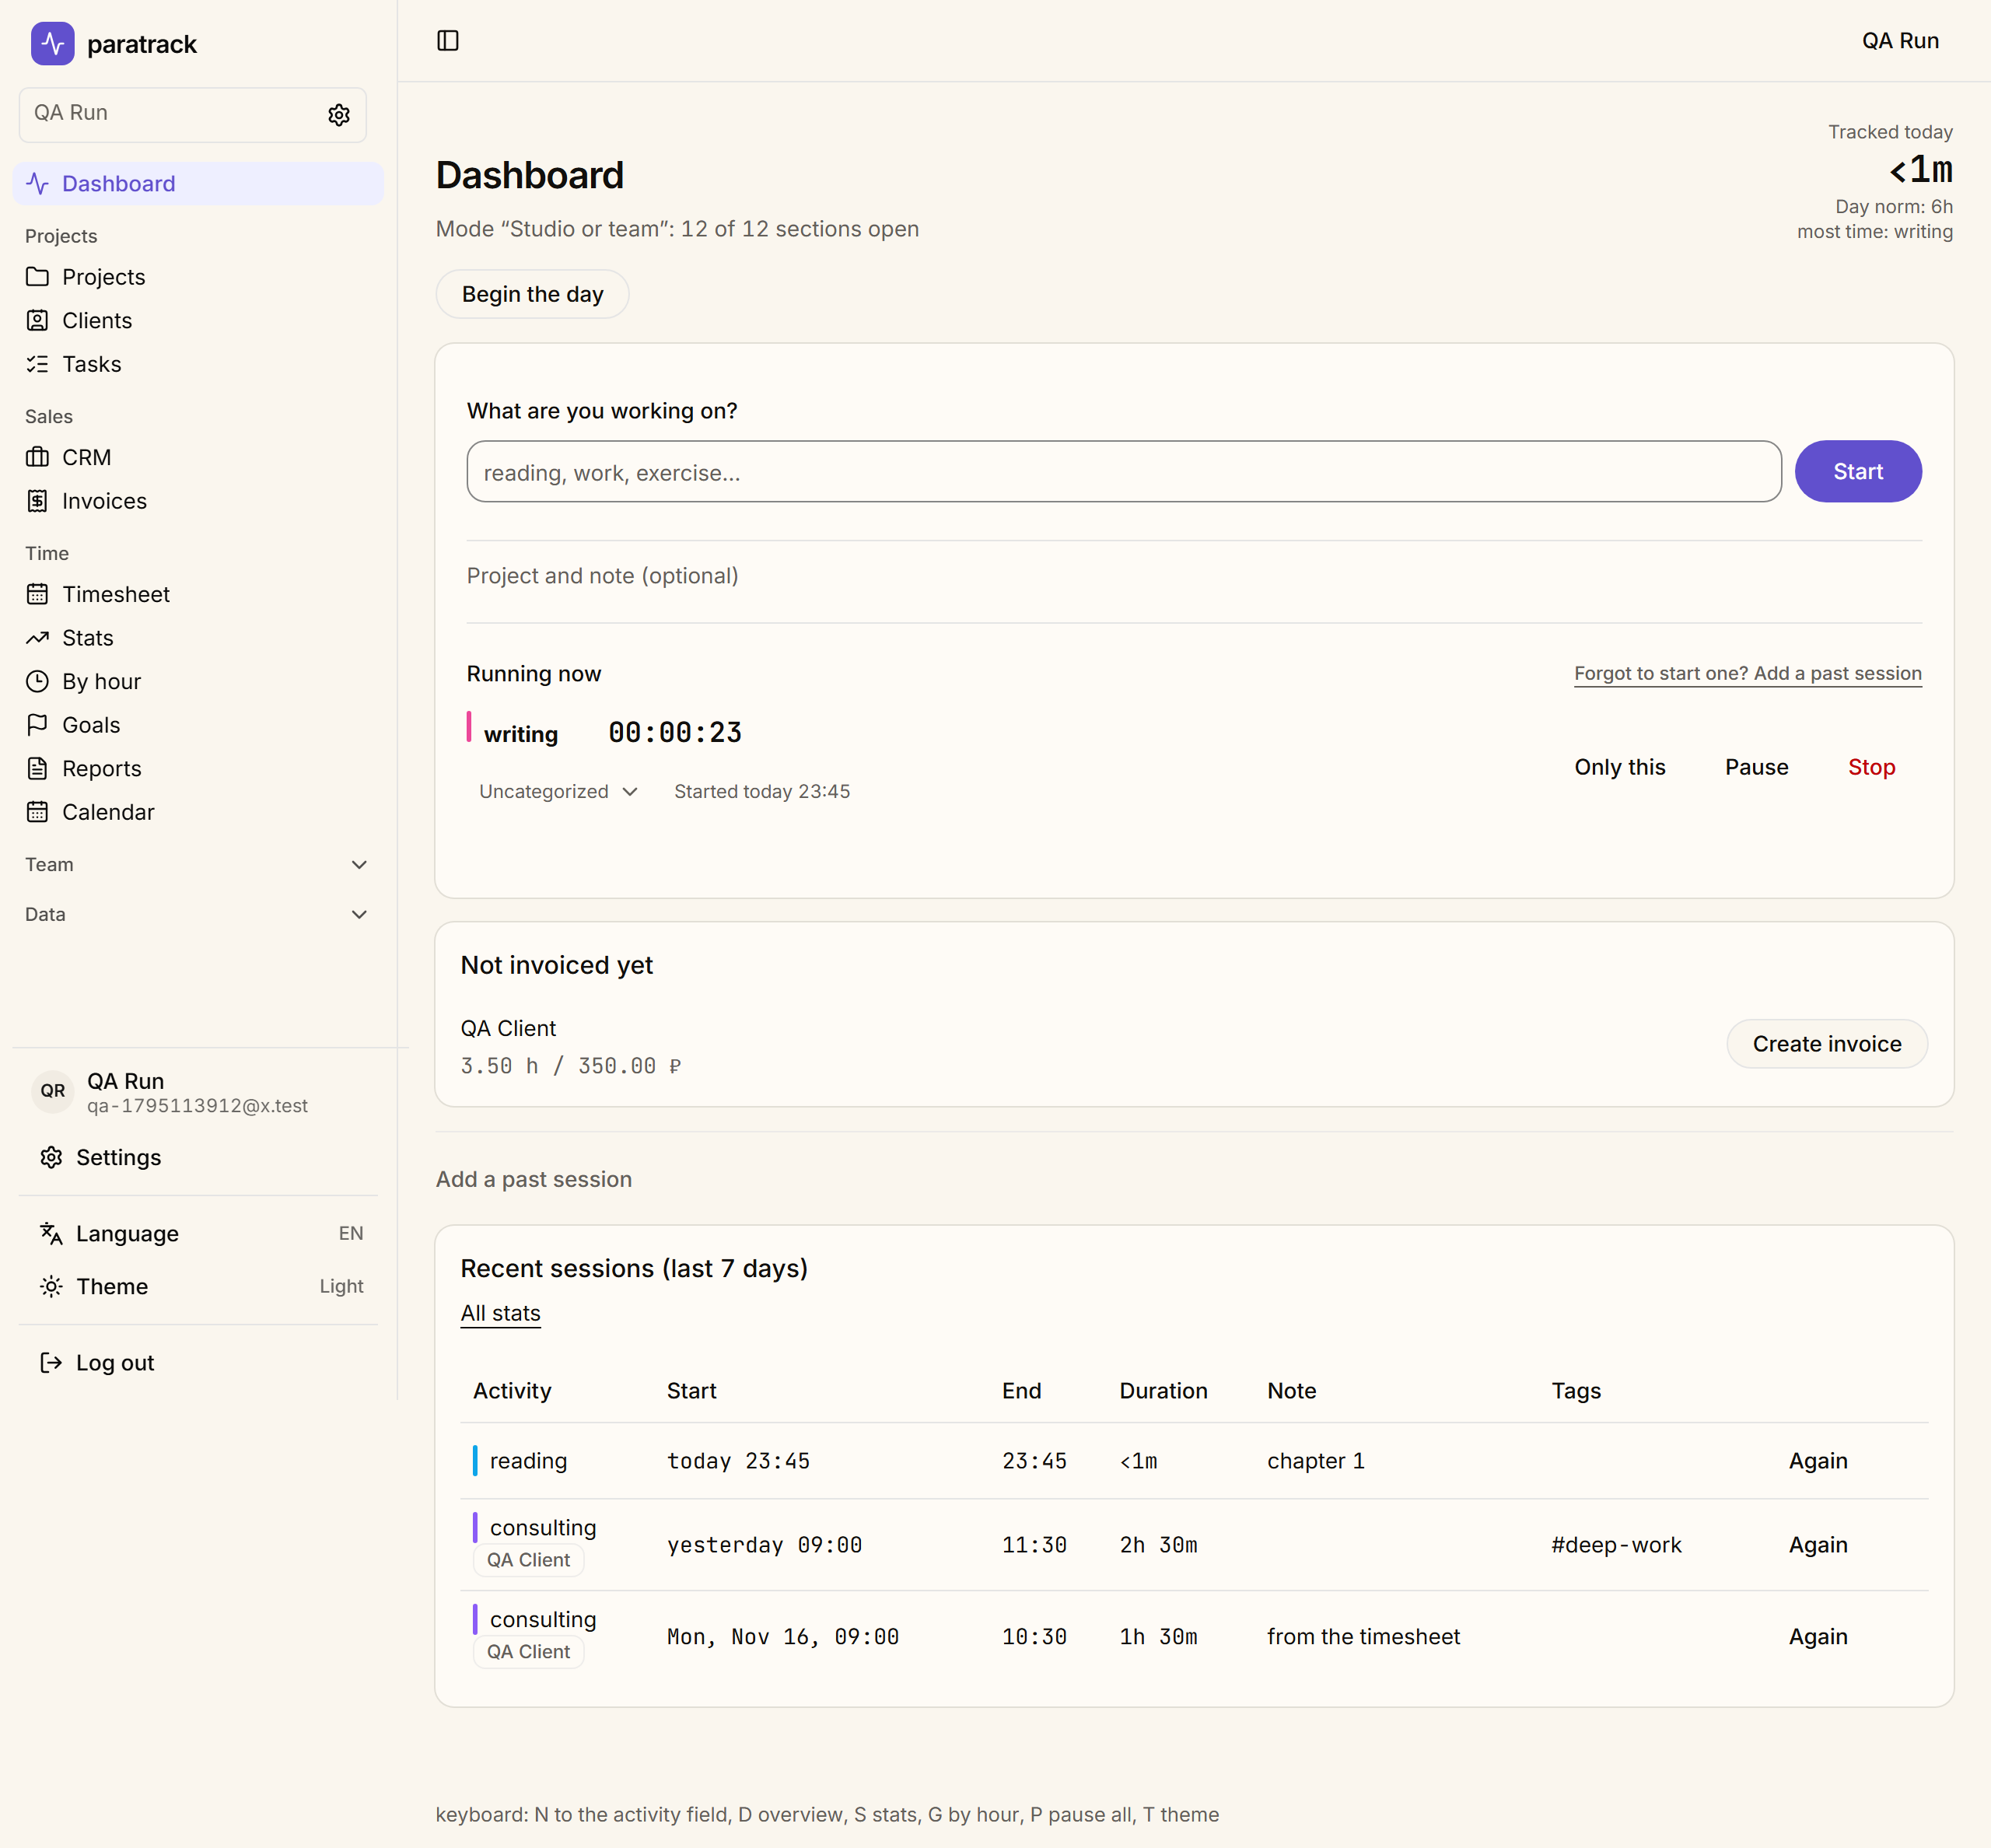 paratrack
QA Run
Dashboard
Projects
Projects
Clients
Tasks
Sales
CRM
Invoices
Time
Timesheet
Stats
By hour
Goals
Reports
Calendar
Team
Data
QR
QA Run
qa-1795113912@x.test
Settings
Language EN
Theme Light
Log out
QA Run
Dashboard
Mode “Studio or team”: 12 of 12 sections open
Tracked today
<1m
Day norm: 6h
most time: writing
Begin the day
What are you working on?
reading, work, exercise...
Start
Project and note (optional)
Running now
Forgot to start one? Add a past session
writing 00:00:23
Uncategorized Started today 23:45
Only this Pause Stop
Not invoiced yet
QA Client
3.50 h / 350.00 ₽
Create invoice
Add a past session
Recent sessions (last 7 days)
All stats
Activity Start End Duration Note Tags
reading today 23:45 23:45 <1m chapter 1 Again
consulting
QA Client
yesterday 09:00 11:30 2h 30m #deep-work Again
consulting
QA Client
Mon, Nov 16, 09:00 10:30 1h 30m from the timesheet Again
keyboard: N to the activity field, D overview, S stats, G by hour, P pause all, T theme